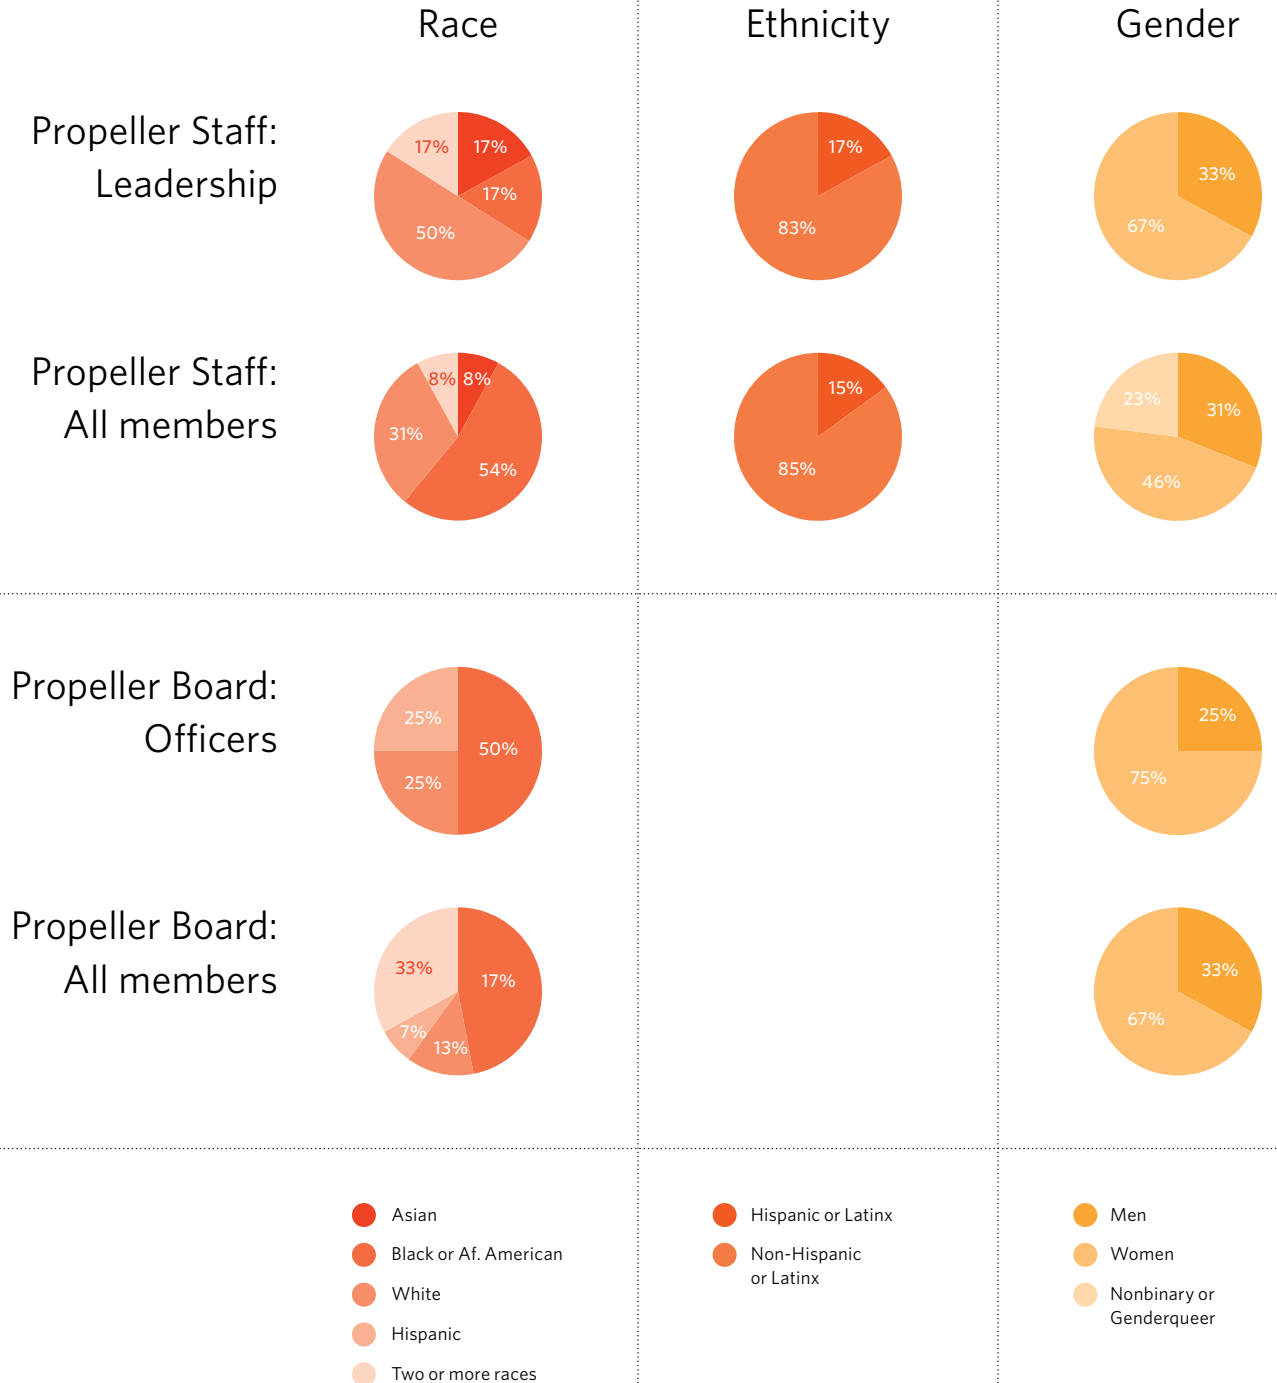 Race
Ethnicity
Gender
Propeller Staff:
Leadership
17%
17%
17%
50%
17%
83%
33%
67%
Propeller Staff:
All members
8%
8%
31%
54%
15%
85%
23%
31%
46%
Propeller Board:
Officers
25%
50%
25%
25%
75%
Propeller Board:
All members
33%
17%
7%
13%
33%
67%
Asian
Black or Af. American
White
Hispanic
Two or more races
Hispanic or Latinx
Non-Hispanic
or Latinx
Men
Women
Nonbinary or
Genderqueer